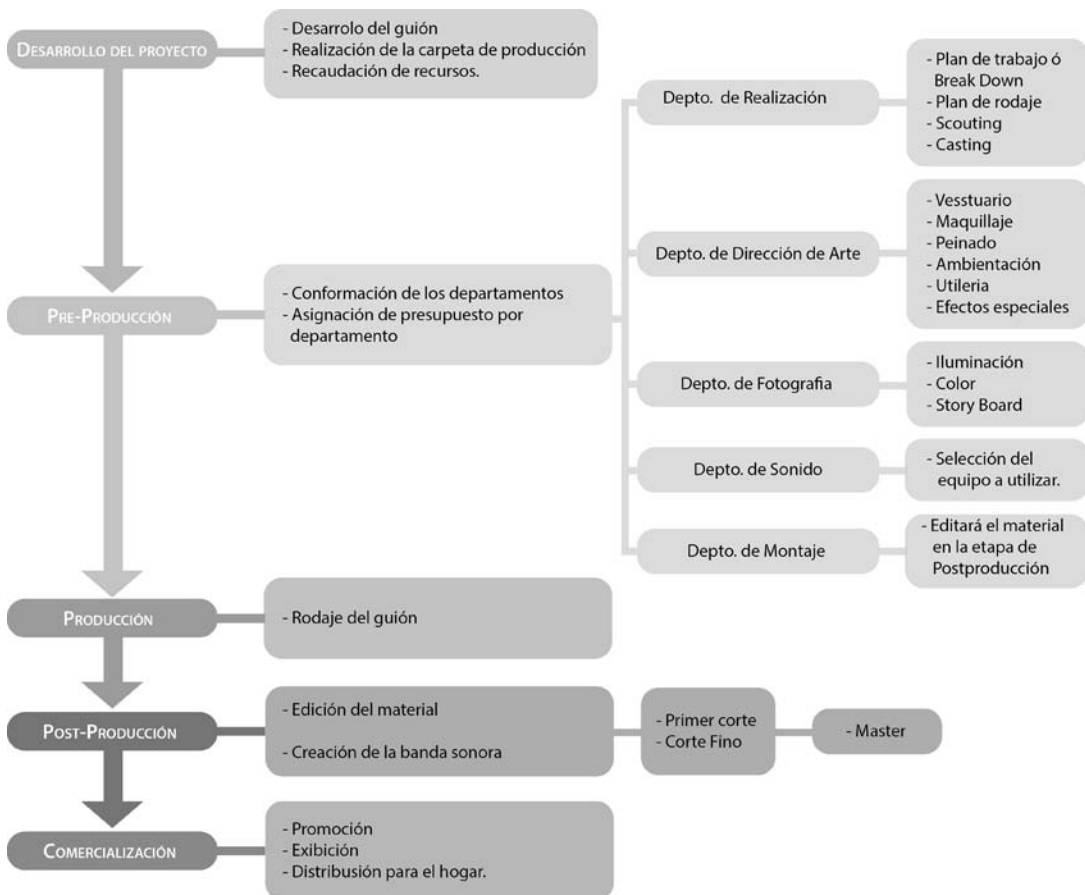 DESARROLLO DEL PROYECTO
- Desarrolo del guión
- Realización de la carpeta de producción
- Recaudación de recursos.
PRE-PRODUCCIÓN
- Conformación de los departamentos
- Asignación de presupuesto por
departamento
Depto. de Realización
- Plan de trabajo ó
Break Down
- Plan de rodaje
- Scouting
- Casting
Depto. de Dirección de Arte
- Vesstuario
- Maquillaje
- Peinado
- Ambientación
- Utileria
- Efectos especiales
Depto. de Fotografia
- Iluminación
- Color
- Story Board
Depto. de Sonido
- Selección del
equipo a utilizar.
Depto. de Montaje
- Editará el material
en la etapa de
Postproducción
PRODUCCIÓN
- Rodaje del guión
POST-PRODUCCIÓN
- Edición del material
- Creación de la banda sonora
- Primer corte
- Corte Fino
- Master
COMERCIALIZACIÓN
- Promoción
- Exibición
- Distribusión para el hogar.